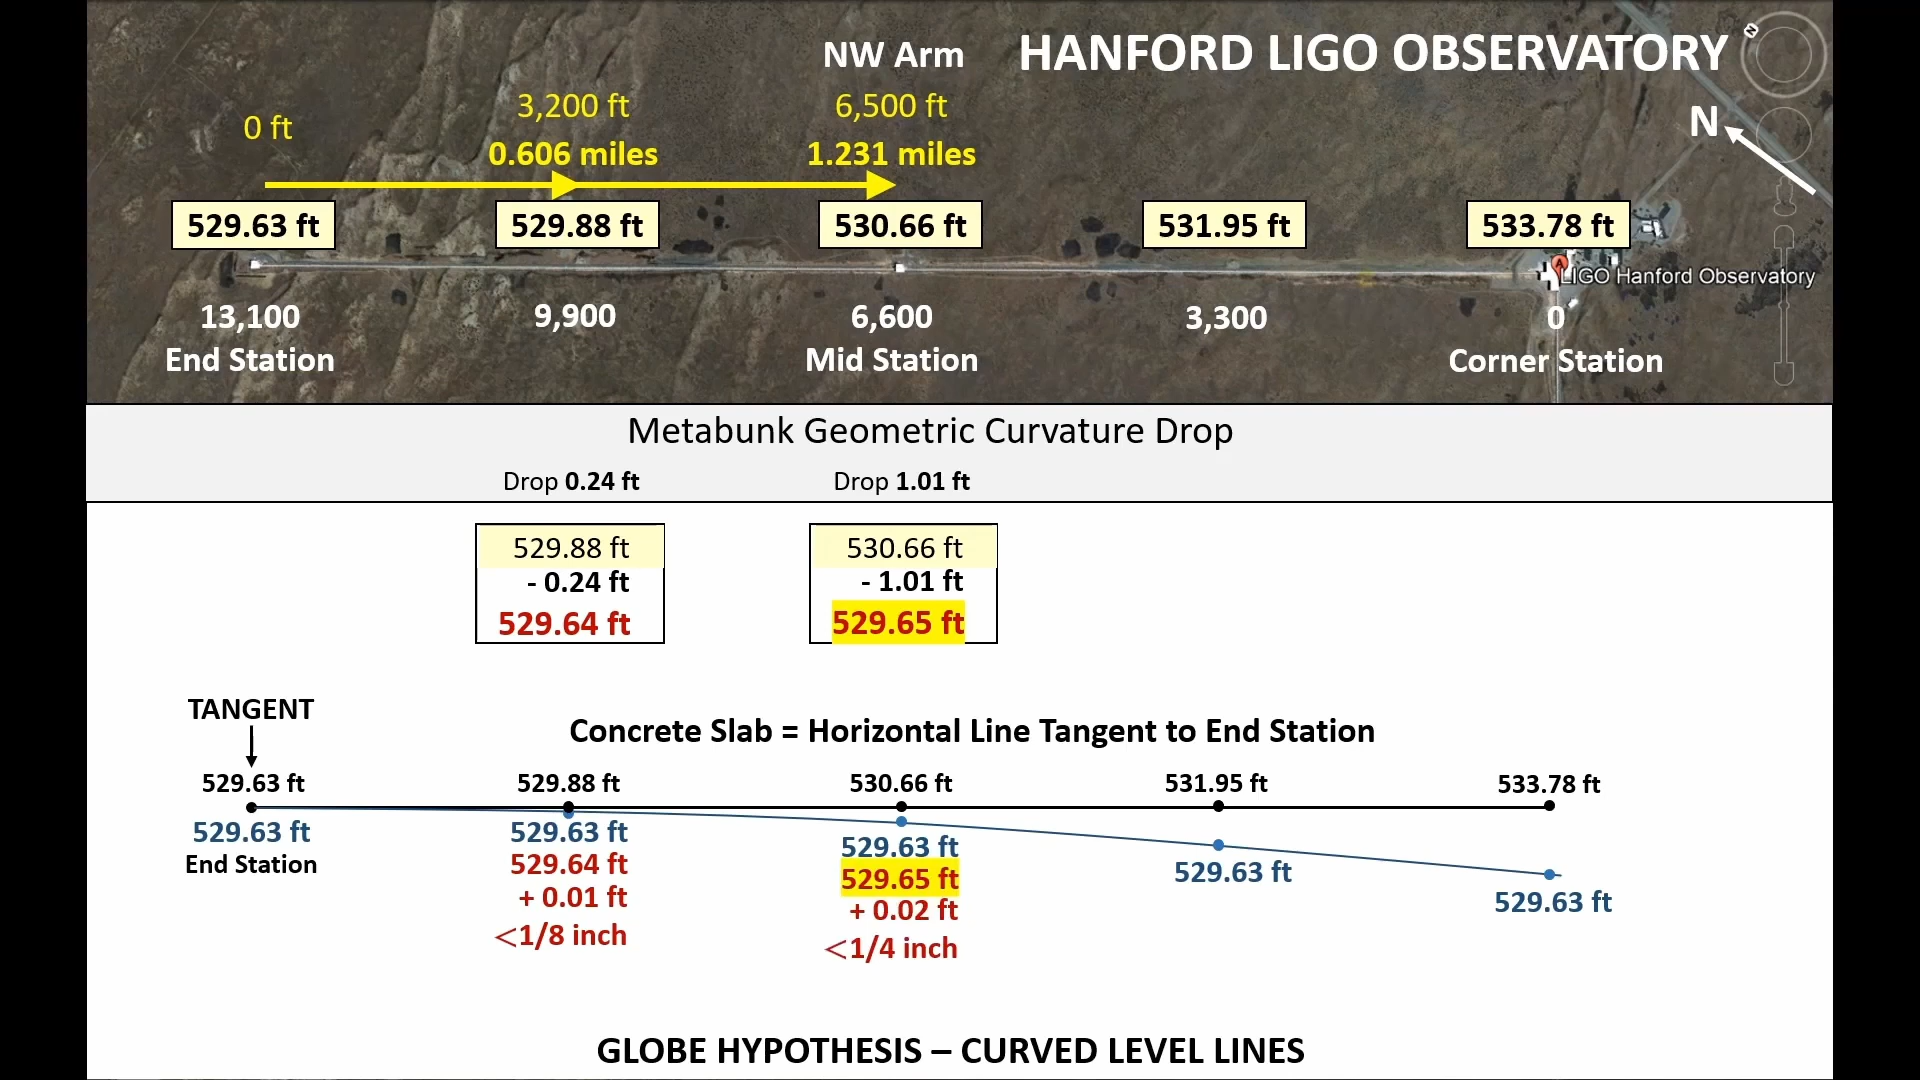 NW Arm
HANFORD LIGO OBSERVATORY
N
0 ft
3,200 ft
6,500 ft
N
0.606 miles
1.231 miles
529.63 ft
529.88 ft
530.66 ft
531.95 ft
533.78 ft
A
LIGO Hanford Observatory
13,100
9,900
6,600
3,300
0
End Station
Mid Station
Corner Station
Metabunk Geometric Curvature Drop
Drop 0.24 ft
Drop 1.01 ft
529.88 ft
- 0.24 ft
529.64 ft
530.66 ft
- 1.01 ft
529.65 ft
TANGENT
Concrete Slab = Horizontal Line Tangent to End Station
529.63 ft
529.88 ft
530.66 ft
531.95 ft
533.78 ft
529.63 ft
End Station
529.63 ft
529.64 ft
+ 0.01 ft
<1/8 inch
529.63 ft
529.65 ft
+ 0.02 ft
<1/4 inch
529.63 ft
529.63 ft
GLOBE HYPOTHESIS – CURVED LEVEL LINES